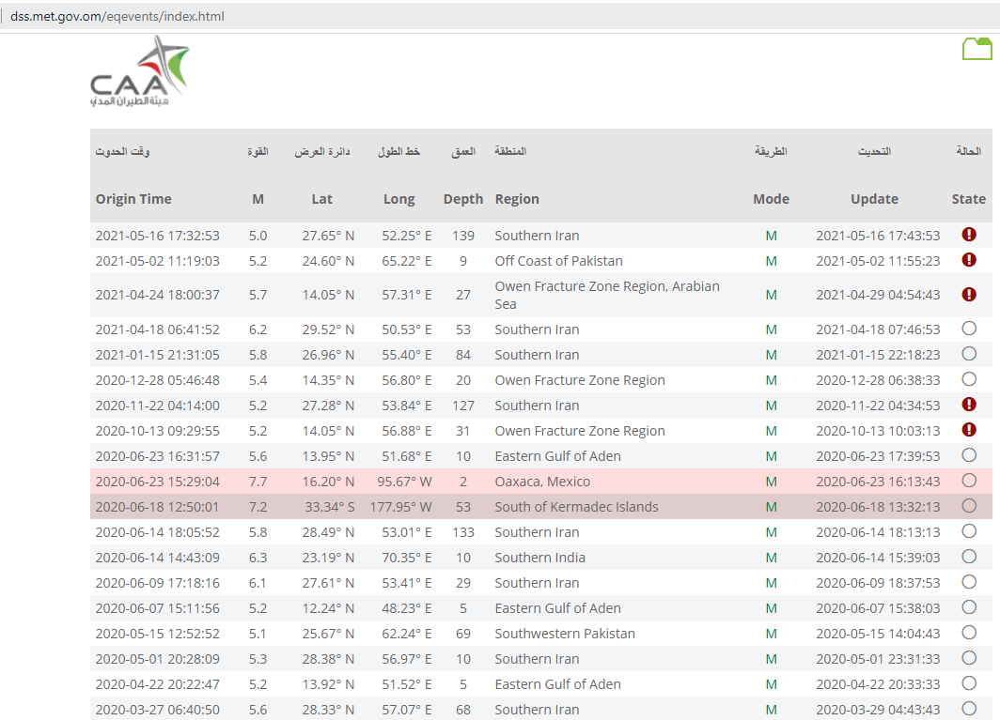 dss.met.gov.om/eqevents/index.html
CAA
هيئة الطيران المدني
وقت الحدوث القوة دائرة العرض خط الطول العمق المنطقة الطريقة التحديث الحالة
Origin Time M Lat Long Depth Region Mode Update State
2021-05-16 17:32:53 5.0 27.65° N 52.25° E 139 Southern Iran M 2021-05-16 17:43:53
2021-05-02 11:19:03 5.2 24.60° N 65.22° E 9 Off Coast of Pakistan M 2021-05-02 11:55:23
2021-04-24 18:00:37 5.7 14.05° N 57.31° E 27 Owen Fracture Zone Region, Arabian
Sea M 2021-04-29 04:54:43
2021-04-18 06:41:52 6.2 29.52° N 50.53° E 53 Southern Iran M 2021-04-18 07:46:53
2021-01-15 21:31:05 5.8 26.96° N 55.40° E 84 Southern Iran M 2021-01-15 22:18:23
2020-12-28 05:46:48 5.4 14.35° N 56.80° E 20 Owen Fracture Zone Region M 2020-12-28 06:38:33
2020-11-22 04:14:00 5.2 27.28° N 53.84° E 127 Southern Iran M 2020-11-22 04:34:53
2020-10-13 09:29:55 5.2 14.05° N 56.88° E 31 Owen Fracture Zone Region M 2020-10-13 10:03:13
2020-06-23 16:31:57 5.6 13.95° N 51.68° E 10 Eastern Gulf of Aden M 2020-06-23 17:39:53
2020-06-23 15:29:04 7.7 16.20° N 95.67° W 2 Oaxaca, Mexico M 2020-06-23 16:13:43
2020-06-18 12:50:01 7.2 33.34° S 177.95° W 53 South of Kermadec Islands M 2020-06-18 13:32:13
2020-06-14 18:05:52 5.8 28.49° N 53.01° E 133 Southern Iran M 2020-06-14 18:13:13
2020-06-14 14:43:09 6.3 23.19° N 70.35° E 10 Southern India M 2020-06-14 15:39:03
2020-06-09 17:18:16 6.1 27.61° N 53.41° E 29 Southern Iran M 2020-06-09 18:37:53
2020-06-07 15:11:56 5.2 12.24° N 48.23° E 5 Eastern Gulf of Aden M 2020-06-07 15:38:03
2020-05-15 12:52:52 5.1 25.67° N 62.24° E 69 Southwestern Pakistan M 2020-05-15 14:04:43
2020-05-01 20:28:09 5.3 28.38° N 56.97° E 10 Southern Iran M 2020-05-01 23:31:33
2020-04-22 20:22:47 5.2 13.92° N 51.52° E 5 Eastern Gulf of Aden M 2020-04-22 20:33:33
2020-03-27 06:40:50 5.6 28.33° N 57.07° E 68 Southern Iran M 2020-03-29 04:43:43